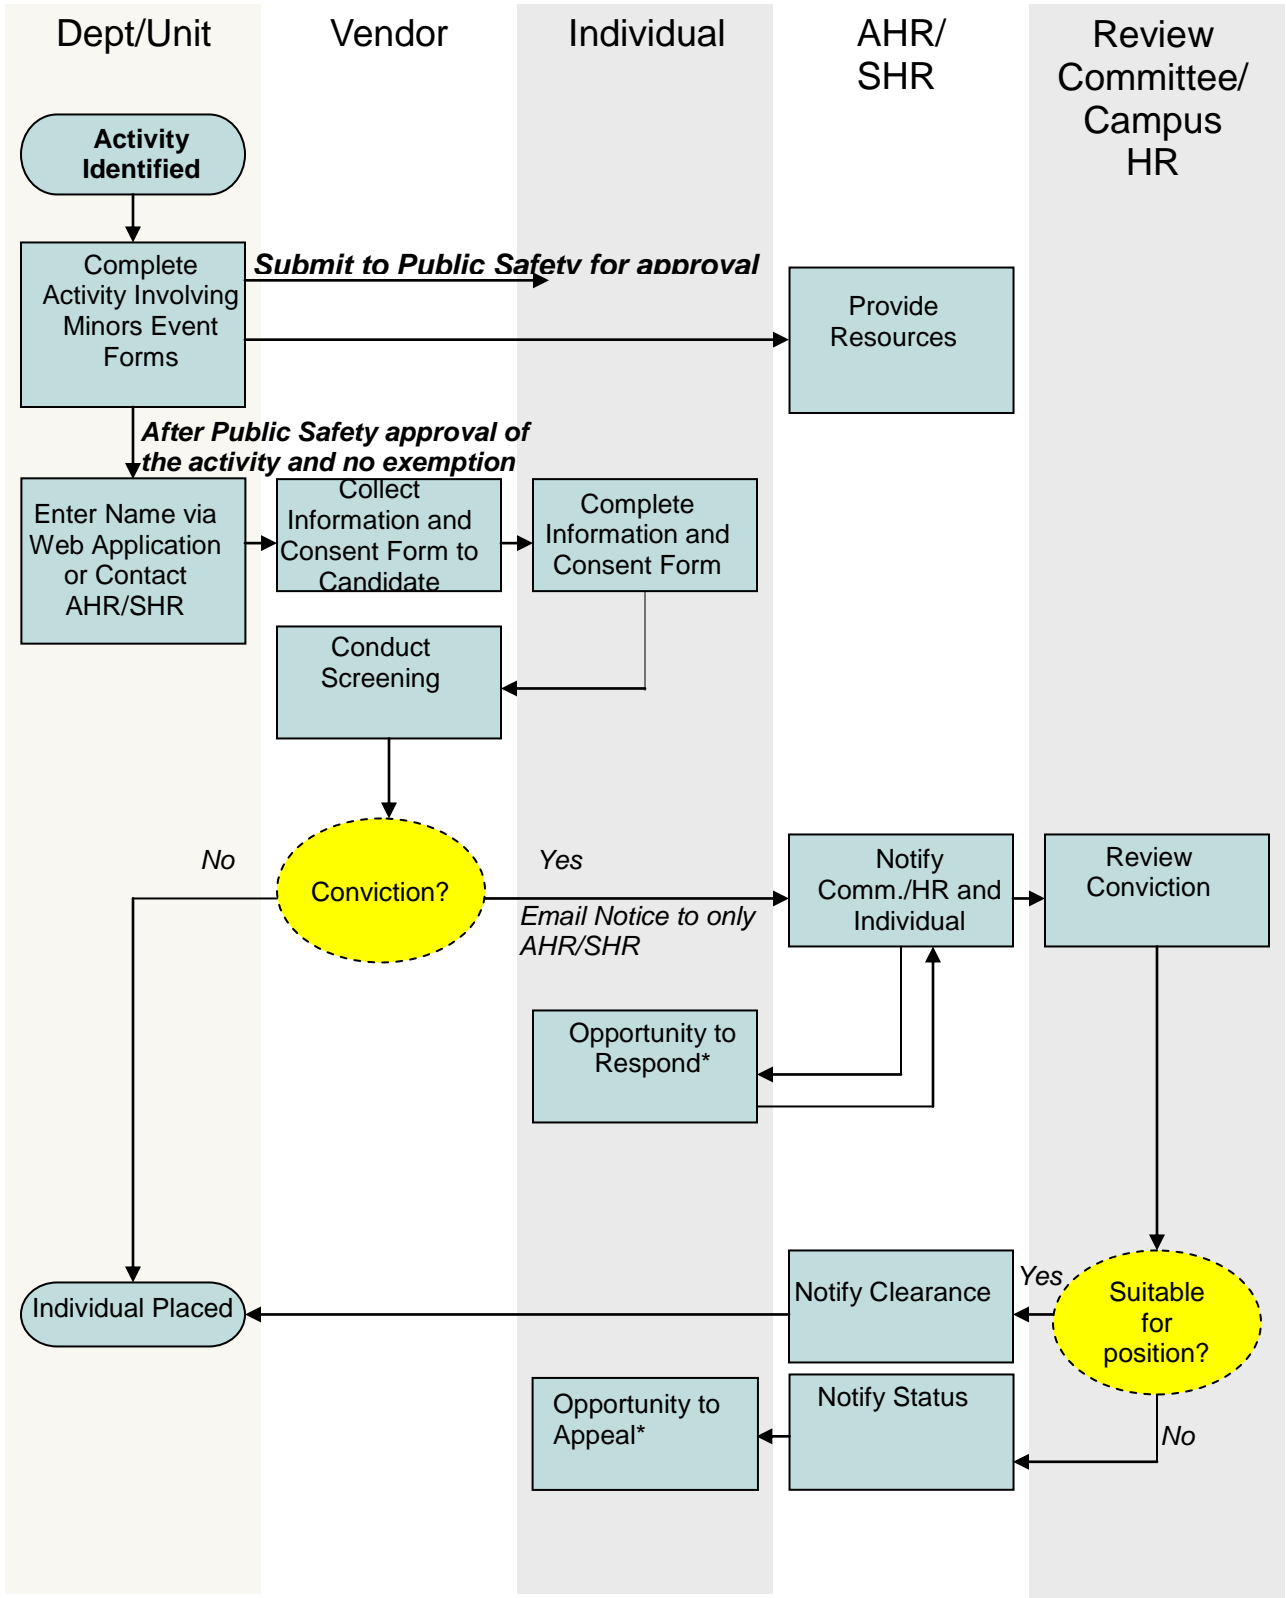 Dept/Unit
Vendor
Individual
AHR/
SHR
Review
Committee/
Campus
HR
Activity
Identified
Complete
Activity Involving
Minors Event
Forms
Submit to Public Safety for approval
Provide
Resources
After Public Safety approval of
the activity and no exemption
Enter Name via
Web Application
or Contact
AHR/SHR
Collect
Information and
Consent Form to
Candidate
Complete
Information and
Consent Form
Conduct
Screening
No
Conviction?
Yes
Email Notice to only
AHR/SHR
Notify
Comm./HR and
Individual
Review
Conviction
Opportunity to
Respond*
Individual Placed
Notify Clearance
Yes
Suitable
for
position?
Opportunity to
Appeal*
Notify Status
No